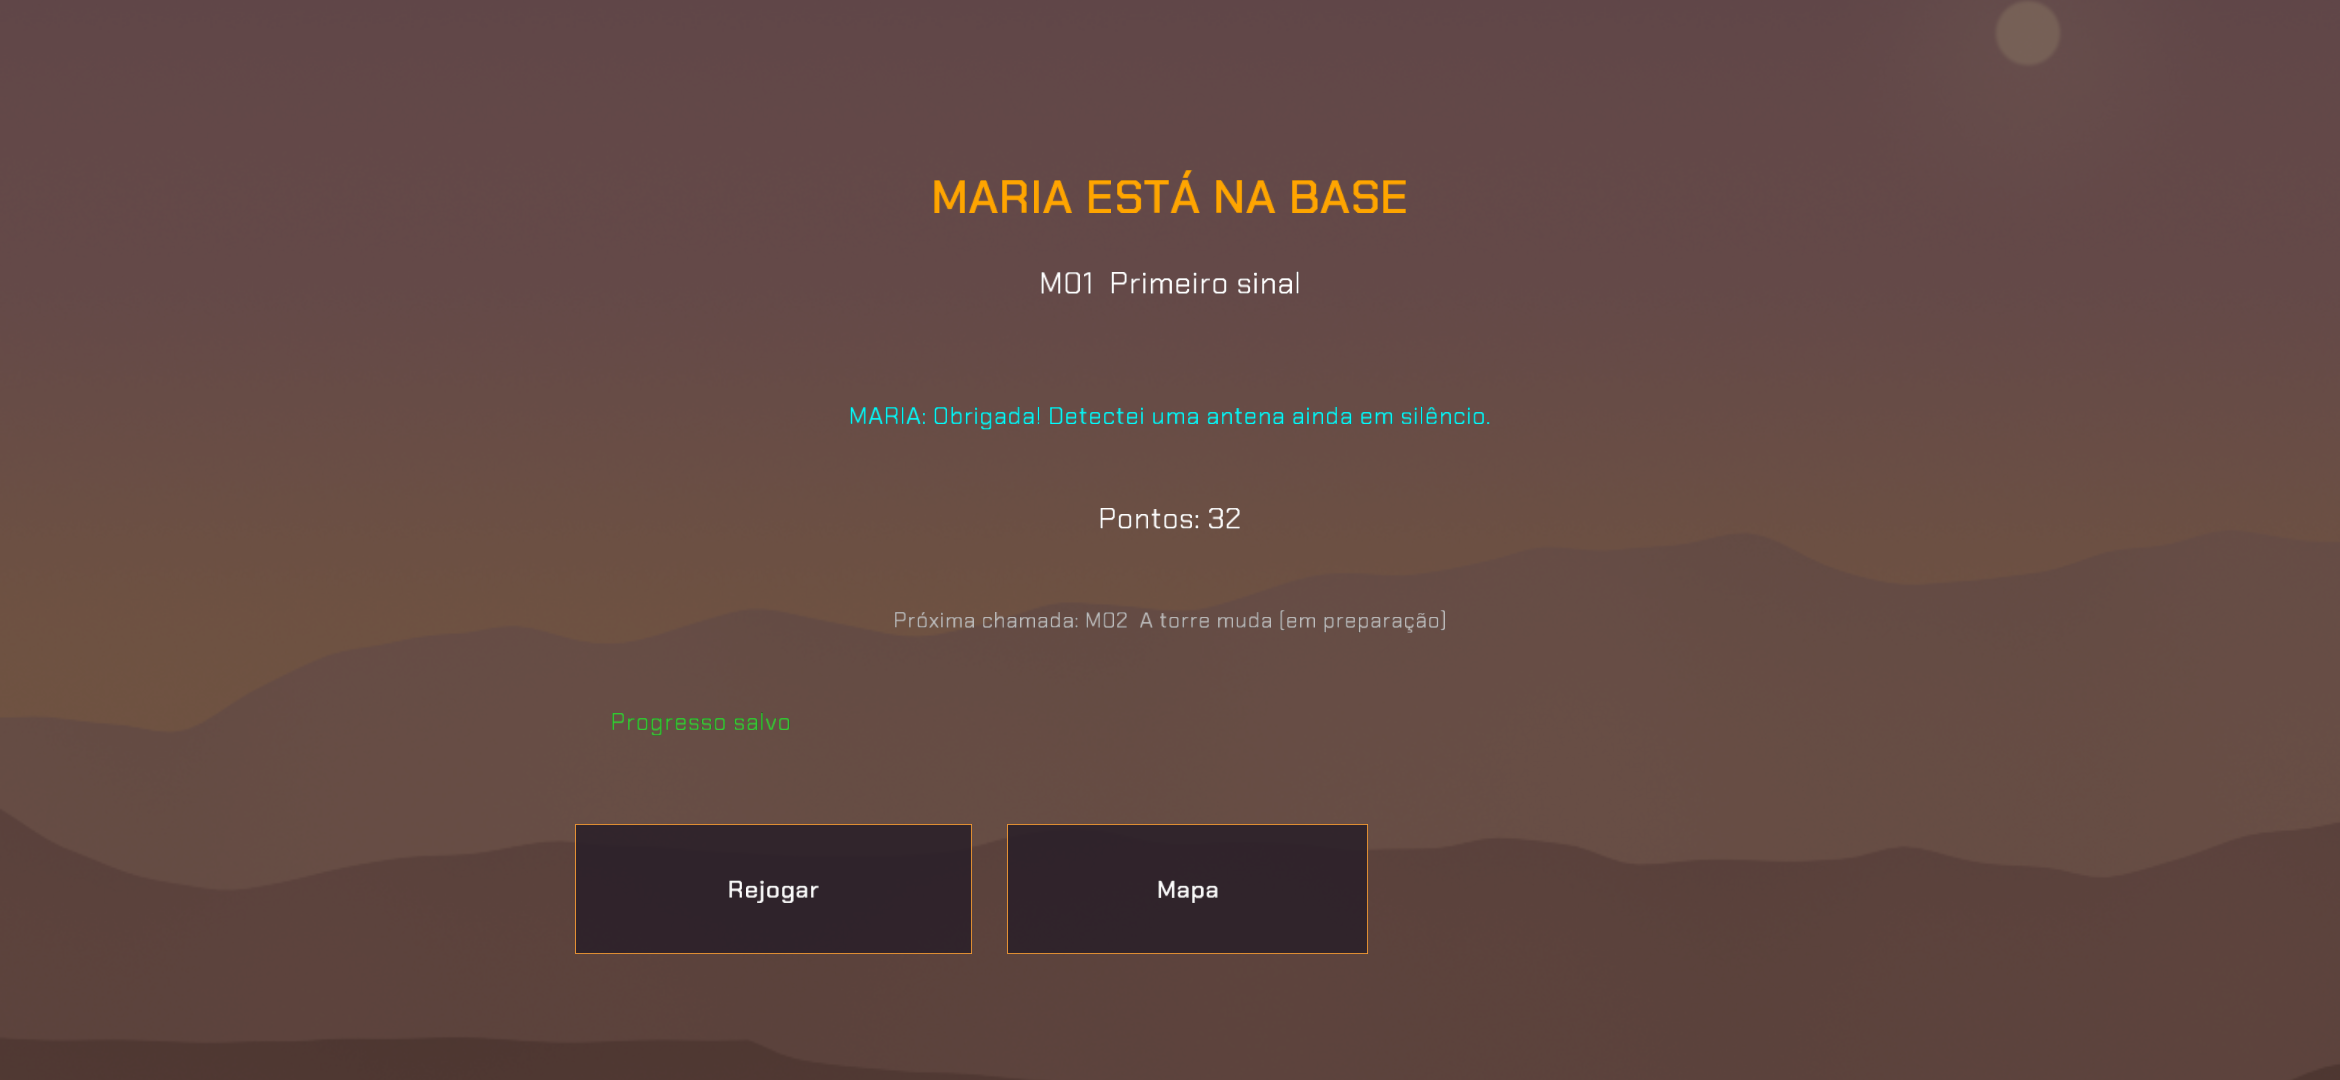 MARIA ESTÁ NA BASE
M01 Primeiro sinal
MARIA: Obrigada! Detectei uma antena ainda em silêncio.
Pontos: 32
Próxima chamada: M02 A torre muda (em preparação)
Progresso salvo
Rejogar
Mapa